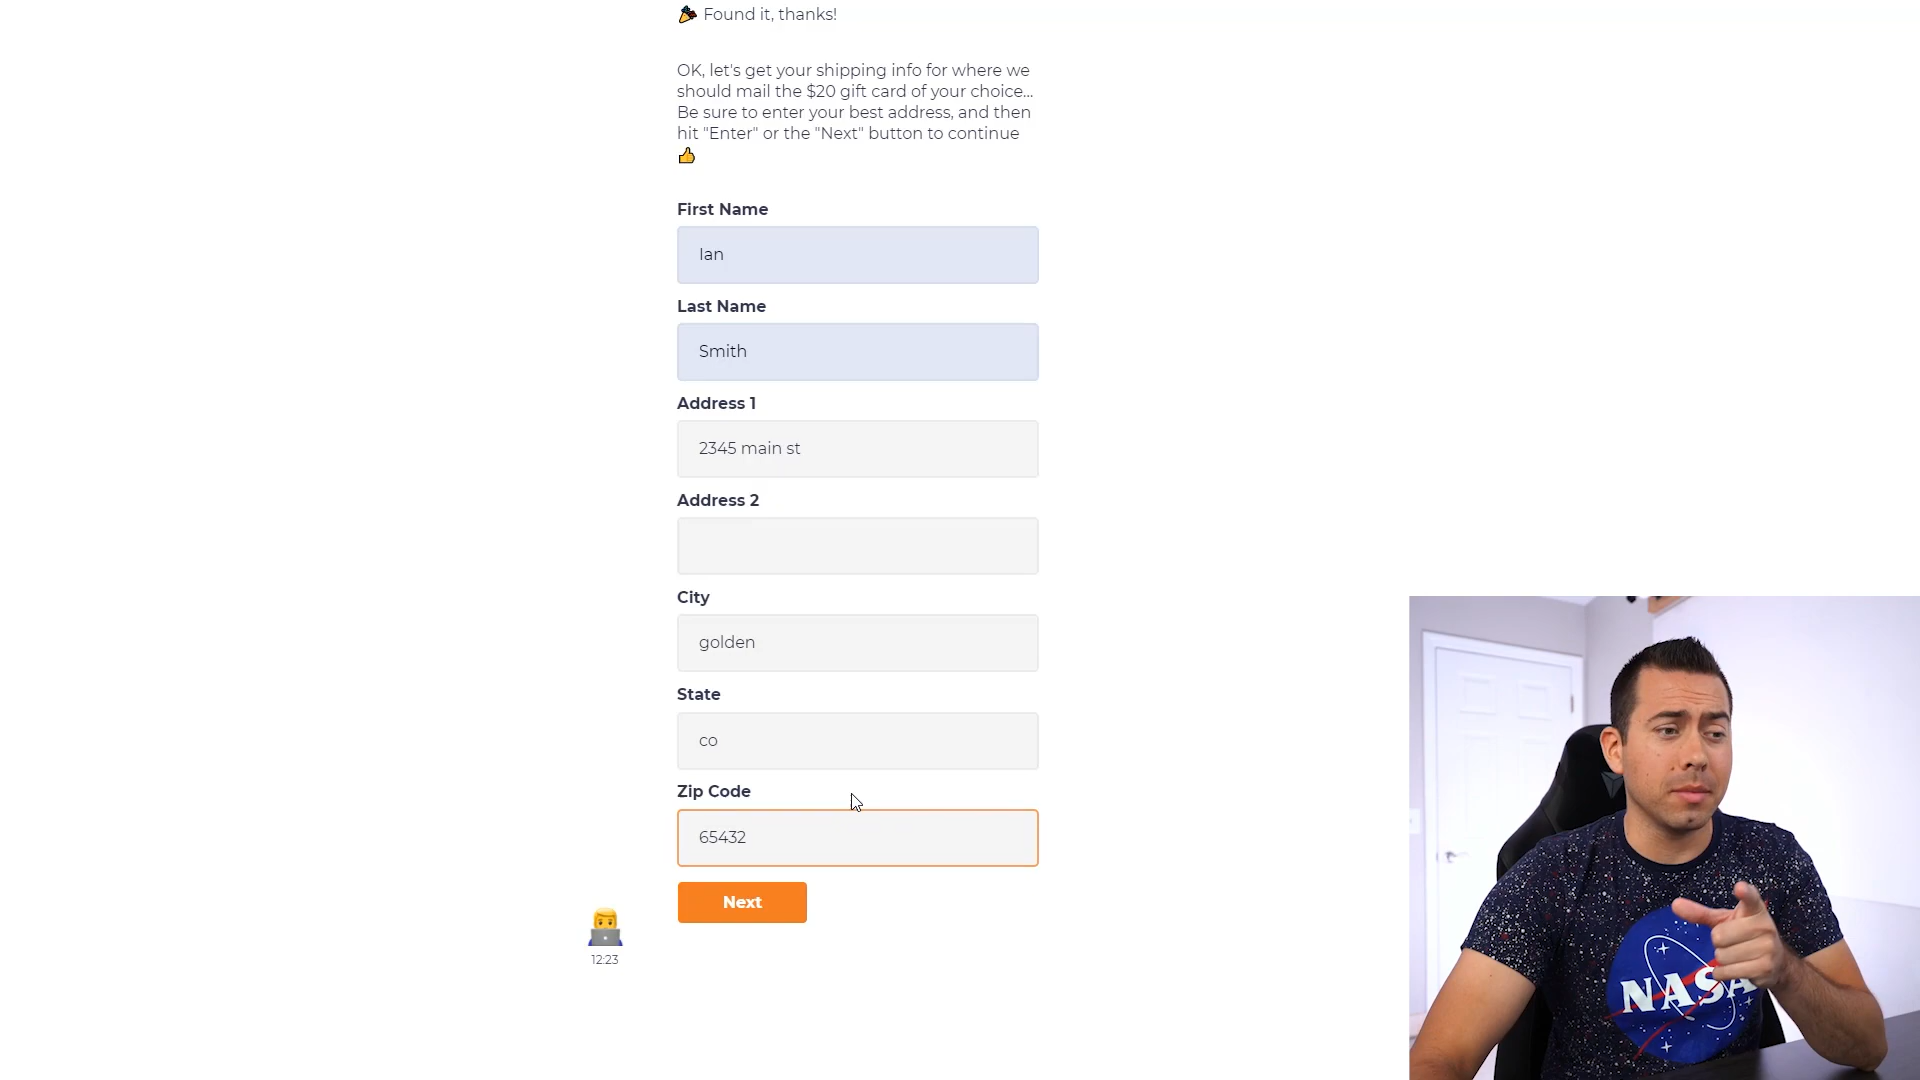 Found it, thanks!
OK, let's get your shipping info for where we
should mail the $20 gift card of your choice...
Be sure to enter your best address, and then
hit "Enter" or the "Next" button to continue
First Name
Ian
Last Name
Smith
Address 1
2345 main st
Address 2
City
golden
State
co
Zip Code
65432
Next
12:23
NASA